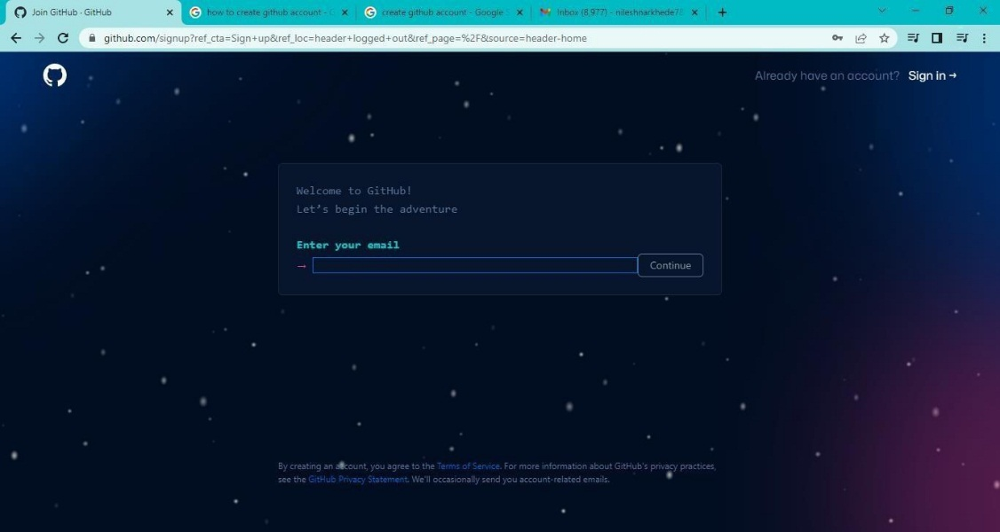 Join GitHub · GitHub
how to create github account - G
create github account - Google S
Inbox (8,977) - nileshnarkhede78
github.com/signup?ref_cta=Sign+up&ref_loc=header+logged+out&ref_page=%2F&source=header-home
Already have an account? Sign in →
Welcome to GitHub!
Let’s begin the adventure
Enter your email
→
Continue
By creating an account, you agree to the Terms of Service. For more information about GitHub's privacy practices,
see the GitHub Privacy Statement. We'll occasionally send you account-related emails.